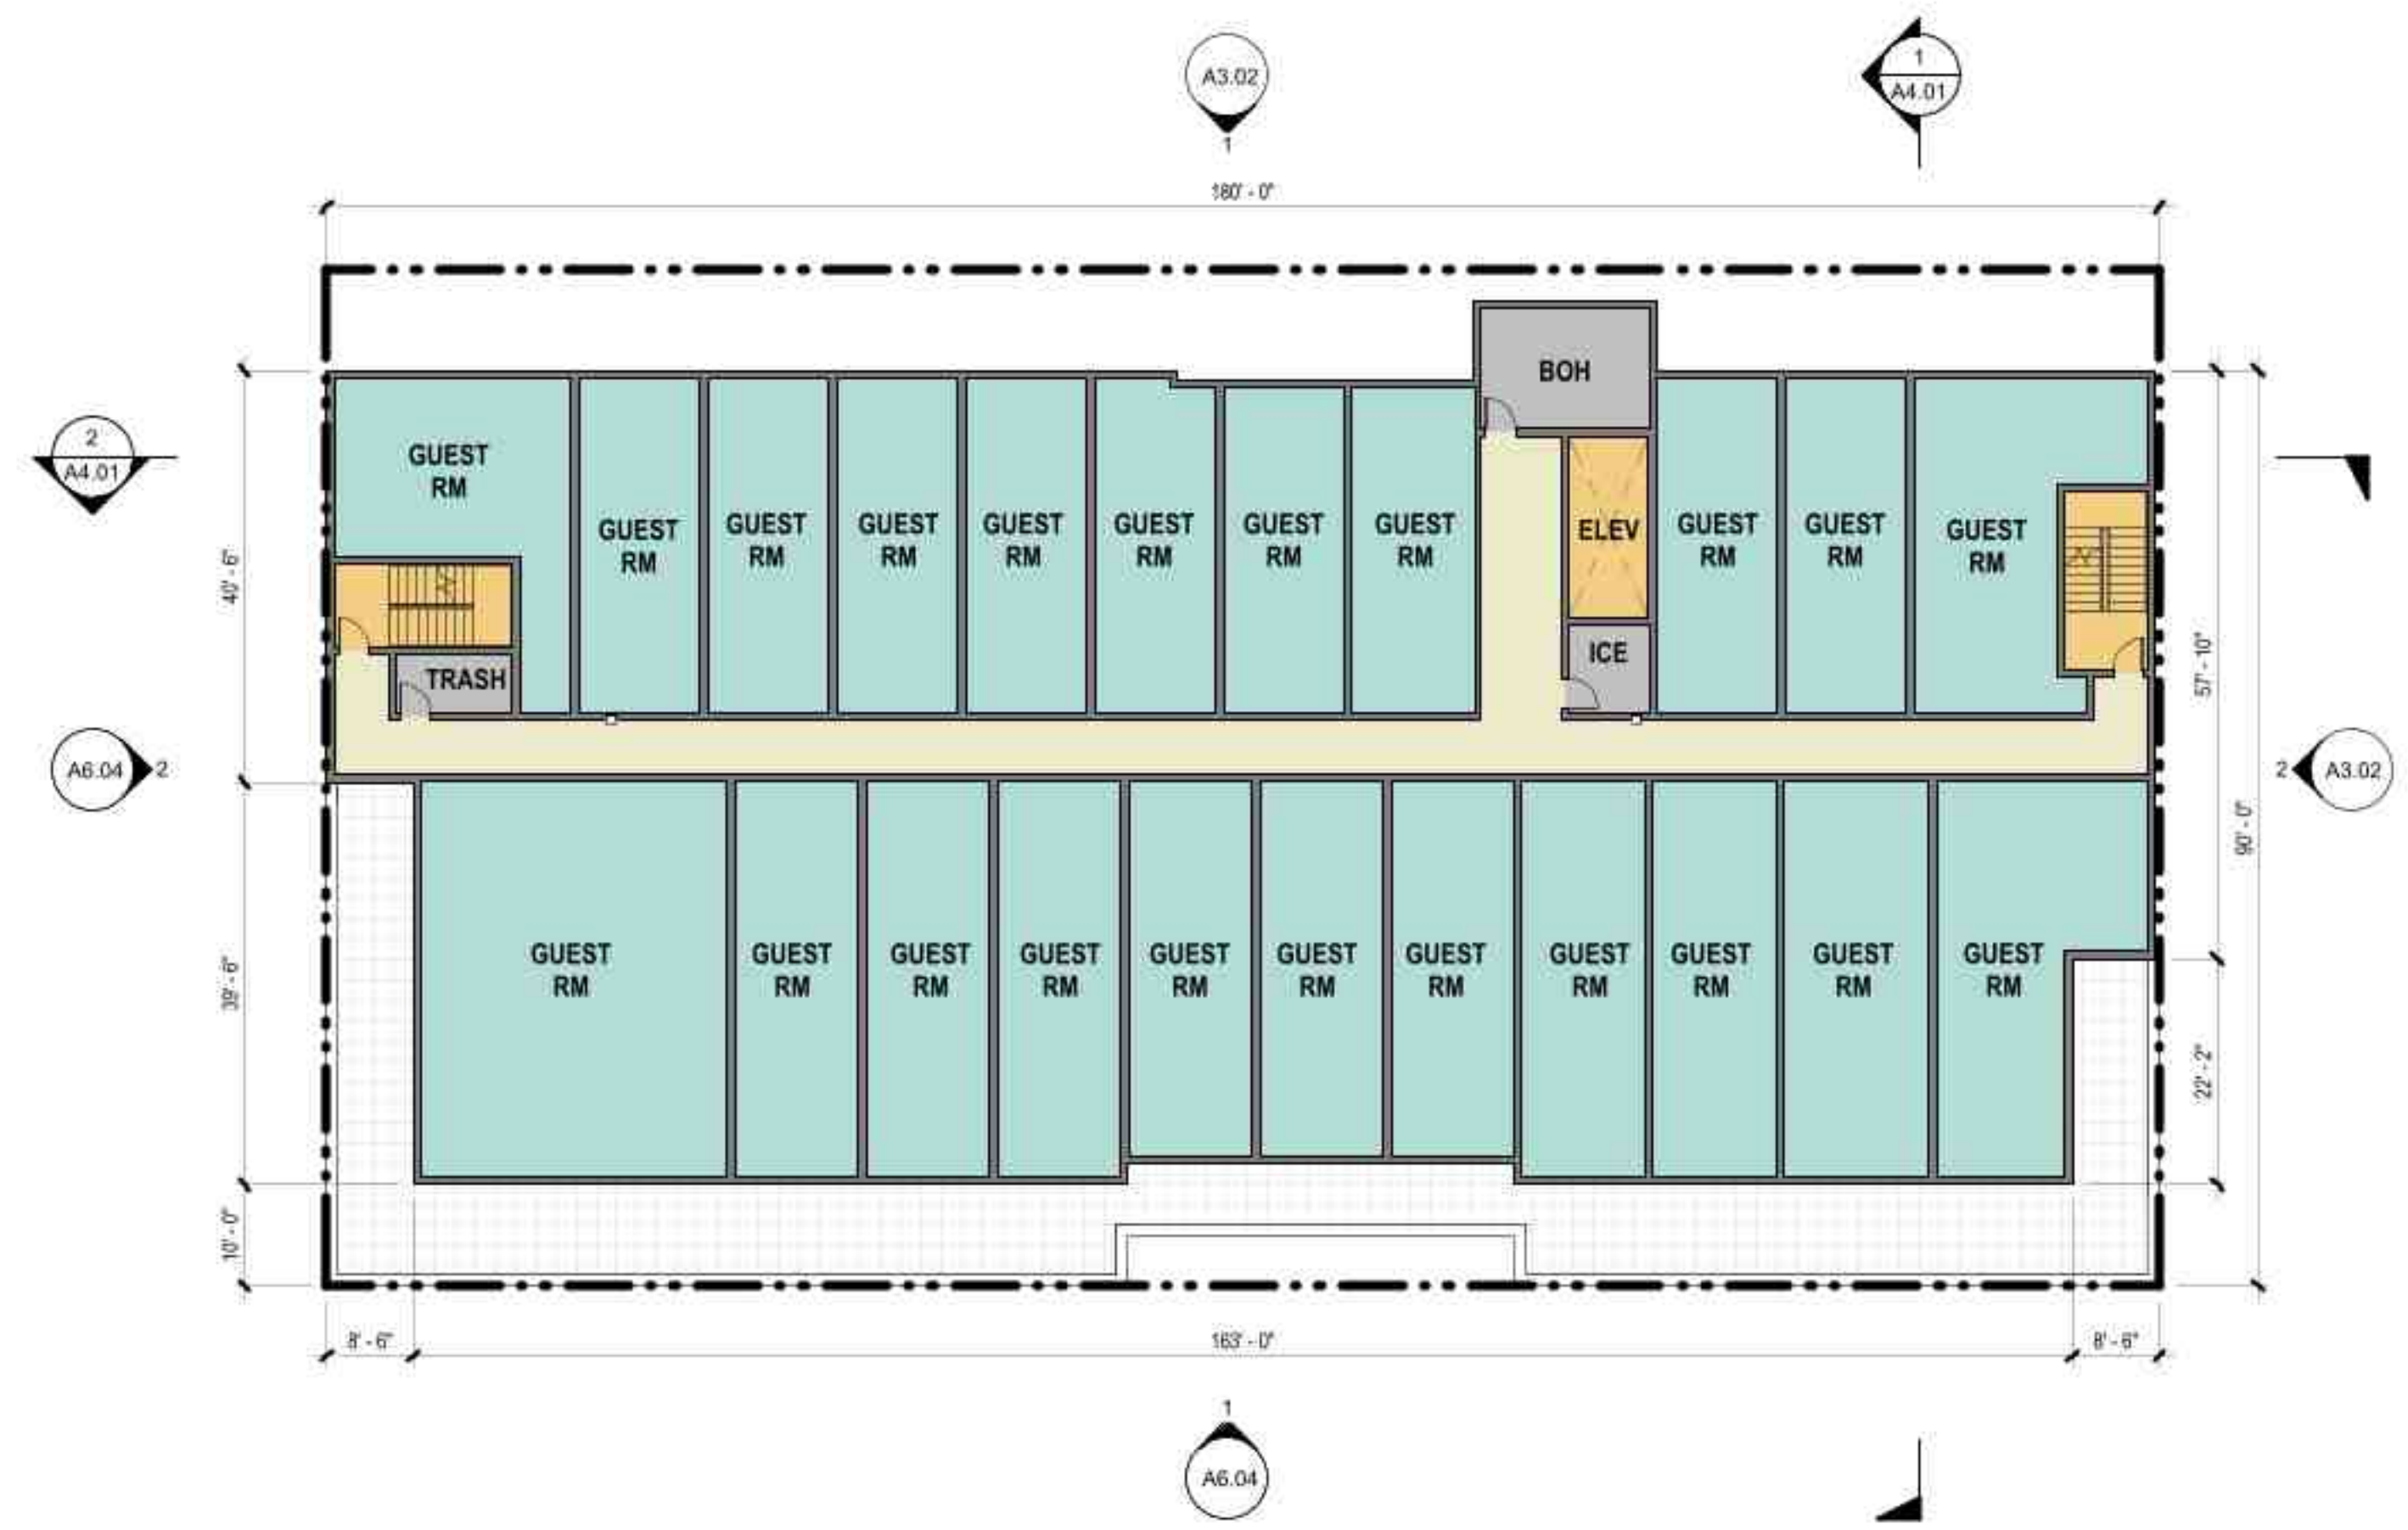 A3.02
1
1
A4.01
180' - 0"
BOH
GUEST
RM
GUEST
RM
GUEST
RM
GUEST
RM
GUEST
RM
GUEST
RM
GUEST
RM
GUEST
RM
ELEV
GUEST
RM
GUEST
RM
GUEST
RM
2
A4.01
40' - 6"
TRASH
ICE
57' - 10"
A6.04
2
2
A3.02
90' - 0"
GUEST
RM
GUEST
RM
GUEST
RM
GUEST
RM
GUEST
RM
GUEST
RM
GUEST
RM
GUEST
RM
GUEST
RM
GUEST
RM
GUEST
RM
39' - 6"
22' - 2"
10' - 0"
8' - 6"
163' - 0"
8' - 6"
1
A6.04